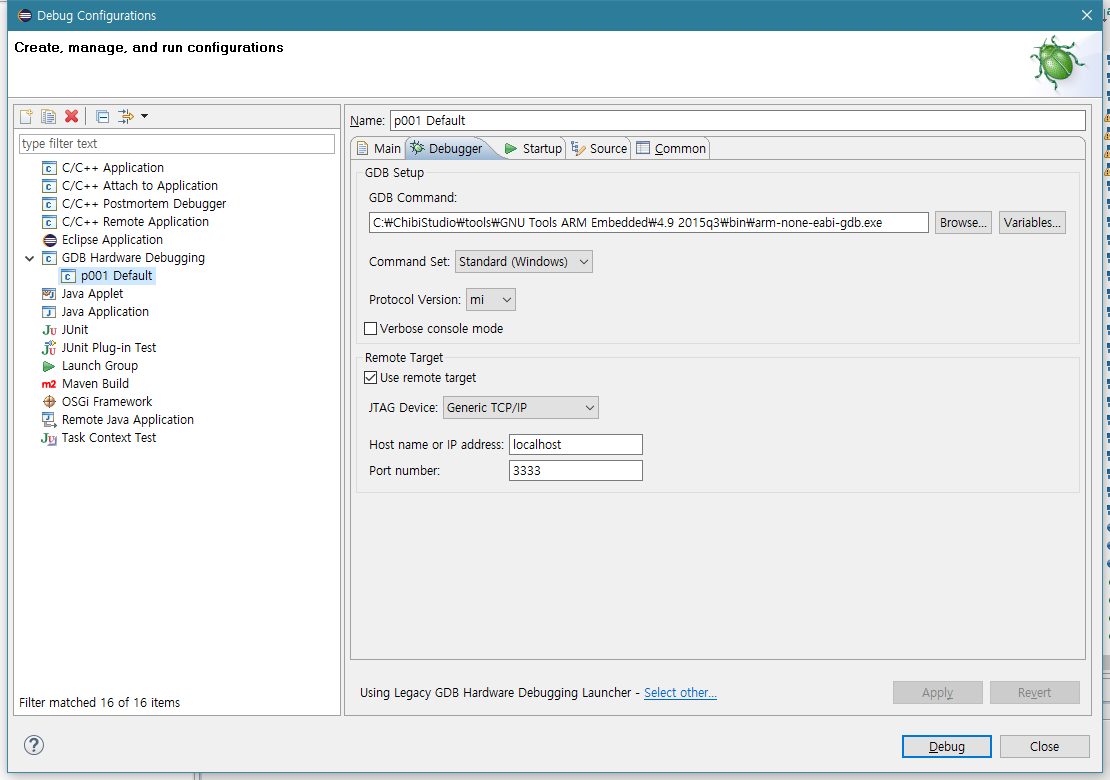 Debug Configurations
Create, manage, and run configurations
type filter text
C/C++ Application
C/C++ Attach to Application
C/C++ Postmortem Debugger
C/C++ Remote Application
Eclipse Application
GDB Hardware Debugging
p001 Default
Java Applet
Java Application
JUnit
JUnit Plug-in Test
Launch Group
Maven Build
OSGi Framework
Remote Java Application
Task Context Test
Filter matched 16 of 16 items
Name: p001 Default
Main Debugger Startup Source Common
GDB Setup
GDB Command:
C:₩ChibiStudio₩tools₩GNU Tools ARM Embedded₩4.9 2015q3₩bin₩arm-none-eabi-gdb.exe Browse... Variables...
Command Set: Standard (Windows)
Protocol Version: mi
Verbose console mode
Remote Target
Use remote target
JTAG Device: Generic TCP/IP
Host name or IP address: localhost
Port number: 3333
Using Legacy GDB Hardware Debugging Launcher - Select other...
Apply Revert
? Debug Close